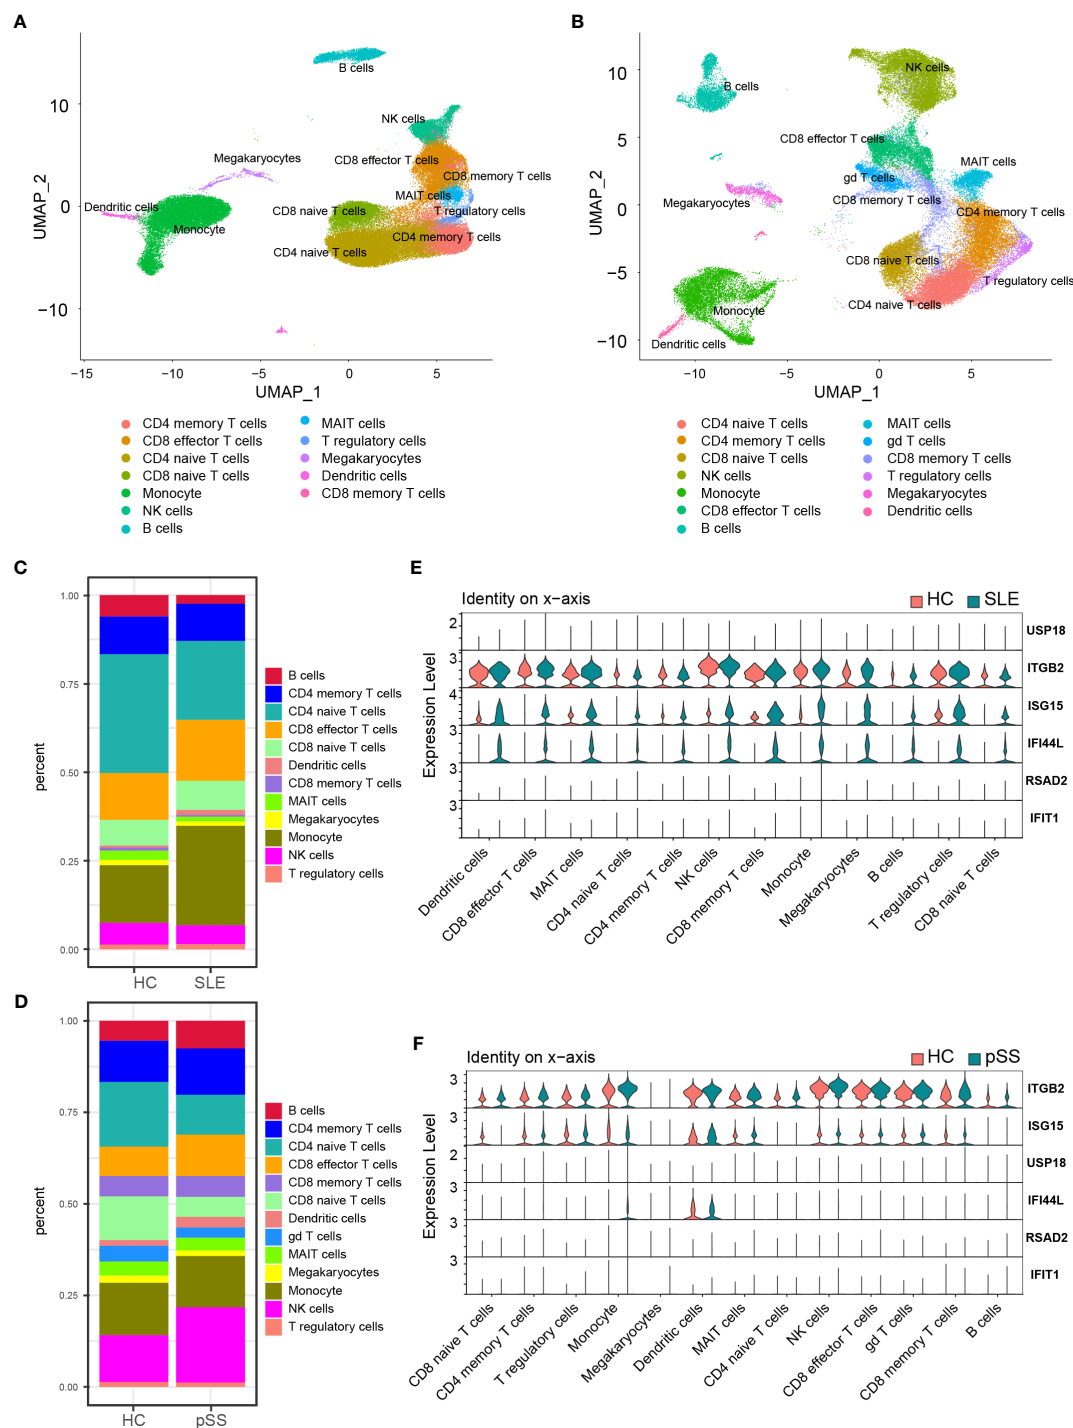 A
B cells
NK cells
CD8 effector T cells
Megakaryocytes
CD8 memory T cells
MAIT cells
Dendritic cells
CD8 naive T cells
T regulatory cells
Monocyte
CD4 memory T cells
CD4 naive T cells
10
0
−10
UMAP_2
−15
−10
−5
0
5
UMAP_1
CD4 memory T cells
CD8 effector T cells
CD4 naive T cells
CD8 naive T cells
Monocyte
NK cells
B cells
MAIT cells
T regulatory cells
Megakaryocytes
Dendritic cells
CD8 memory T cells
B
NK cells
B cells
CD8 effector T cells
MAIT cells
gd T cells
Megakaryocytes
CD8 memory T cells
CD4 memory T cells
CD8 naive T cells
T regulatory cells
CD4 naive T cells
Monocyte
Dendritic cells
10
5
0
−5
−10
UMAP_2
−10
−5
0
5
UMAP_1
CD4 naive T cells
CD4 memory T cells
CD8 naive T cells
NK cells
Monocyte
CD8 effector T cells
B cells
MAIT cells
gd T cells
CD8 memory T cells
T regulatory cells
Megakaryocytes
Dendritic cells
C
1.00
0.75
0.50
0.25
0.00
percent
HC
SLE
B cells
CD4 memory T cells
CD4 naive T cells
CD8 effector T cells
CD8 naive T cells
Dendritic cells
CD8 memory T cells
MAIT cells
Megakaryocytes
Monocyte
NK cells
T regulatory cells
E
Identity on x−axis
HC
SLE
Expression Level
2
USP18
3
ITGB2
4
ISG15
3
IFI44L
3
RSAD2
3
IFIT1
Dendritic cells
CD8 effector T cells
MAIT cells
CD4 naive T cells
CD4 memory T cells
NK cells
CD8 memory T cells
Monocyte
Megakaryocytes
B cells
T regulatory cells
CD8 naive T cells
D
1.00
0.75
0.50
0.25
0.00
percent
HC
pSS
B cells
CD4 memory T cells
CD4 naive T cells
CD8 effector T cells
CD8 memory T cells
CD8 naive T cells
Dendritic cells
gd T cells
MAIT cells
Megakaryocytes
Monocyte
NK cells
T regulatory cells
F
Identity on x−axis
HC
pSS
Expression Level
3
ITGB2
3
ISG15
2
USP18
3
IFI44L
3
RSAD2
3
IFIT1
CD8 naive T cells
CD4 memory T cells
T regulatory cells
Monocyte
Megakaryocytes
Dendritic cells
MAIT cells
CD4 naive T cells
NK cells
CD8 effector T cells
gd T cells
CD8 memory T cells
B cells